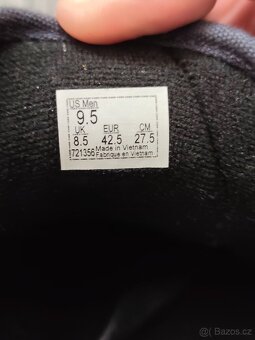 US Men
9.5
UK EUR CM
8.5 42.5 27.5
721356 Made in Vietnam
Fabriqué en Vietnam
Bazos.cz